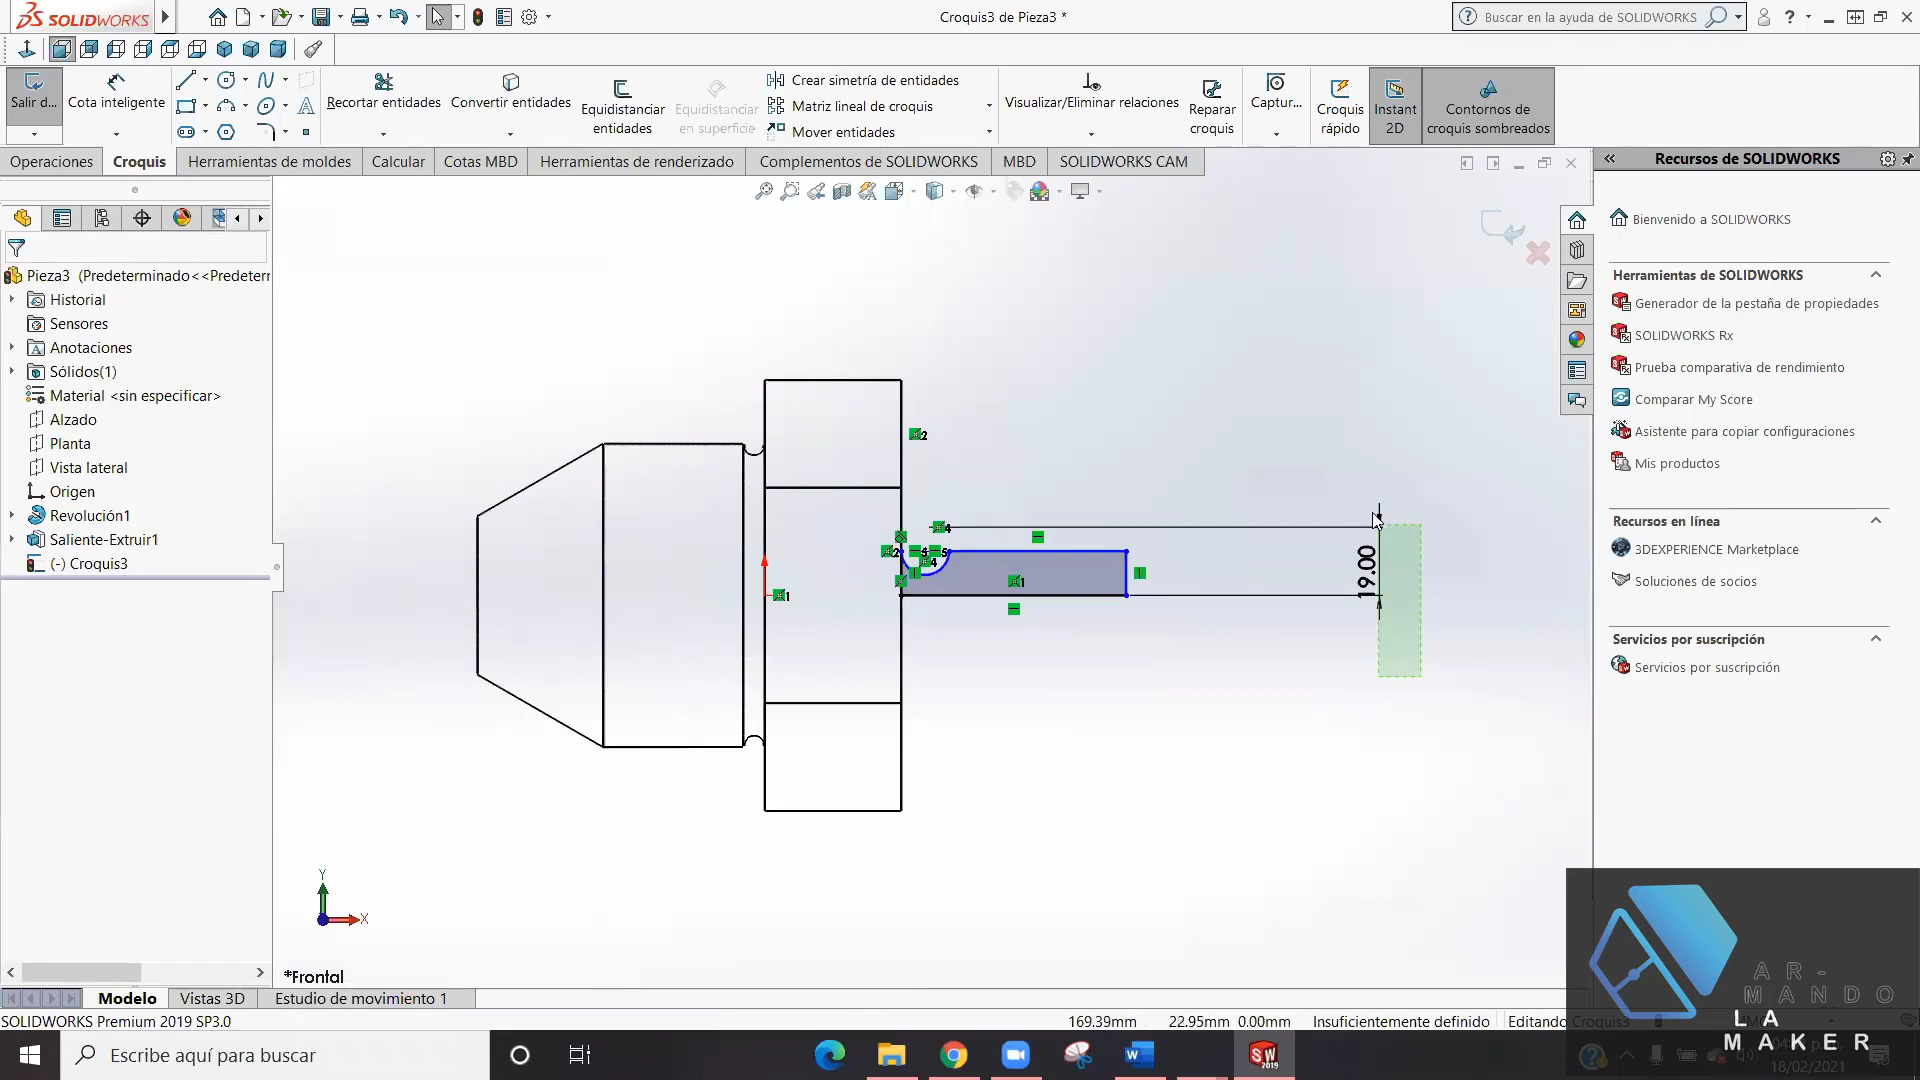 SOLIDWORKS
Croquis3 de Pieza3 *
Buscar en la ayuda de SOLIDWORKS
Salir d...
Cota inteligente
Recortar entidades
Convertir entidades
Equidistanciar entidades
Equidistanciar en superficie
Crear simetría de entidades
Matriz lineal de croquis
Mover entidades
Visualizar/Eliminar relaciones
Reparar croquis
Captur...
Croquis rápido
Instant 2D
Contornos de croquis sombreados
Operaciones
Croquis
Herramientas de moldes
Calcular
Cotas MBD
Herramientas de renderizado
Complementos de SOLIDWORKS
MBD
SOLIDWORKS CAM
Recursos de SOLIDWORKS
Pieza3 (Predeterminado<<Predeterr
Historial
Sensores
Anotaciones
Sólidos(1)
Material <sin especificar>
Alzado
Planta
Vista lateral
Origen
Revolución1
Saliente-Extruir1
(-) Croquis3
Bienvenido a SOLIDWORKS
Herramientas de SOLIDWORKS
Generador de la pestaña de propiedades
SOLIDWORKS Rx
Prueba comparativa de rendimiento
Comparar My Score
Asistente para copiar configuraciones
Mis productos
Recursos en línea
3DEXPERIENCE Marketplace
Socios de soluciones
Servicios por suscripción
Servicios por suscripción
19.00
Y
X
*Frontal
Modelo
Vistas 3D
Estudio de movimiento 1
SOLIDWORKS Premium 2019 SP3.0
169.39mm
22.95mm
0.00mm
Insuficientemente definido
Editando Croquis3
AR-
MANDO
LA
MAKER
Escribe aquí para buscar
18/02/2021